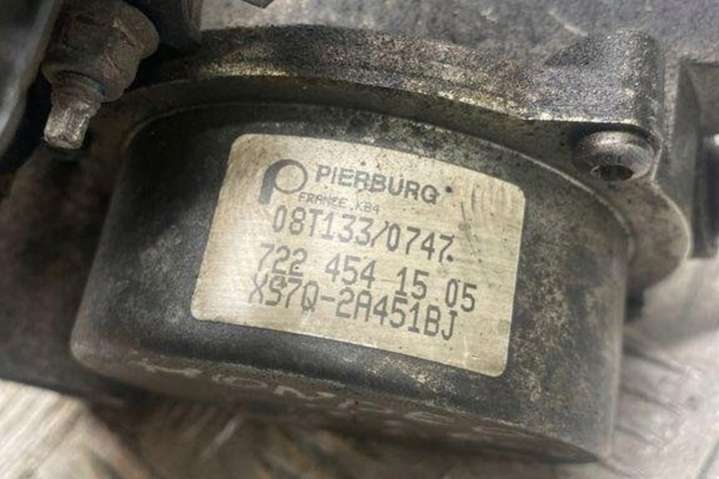 PIERBURG
FRANCE KB4
08T133/0747.
722 454 15 05
XS7Q-2A451BJ